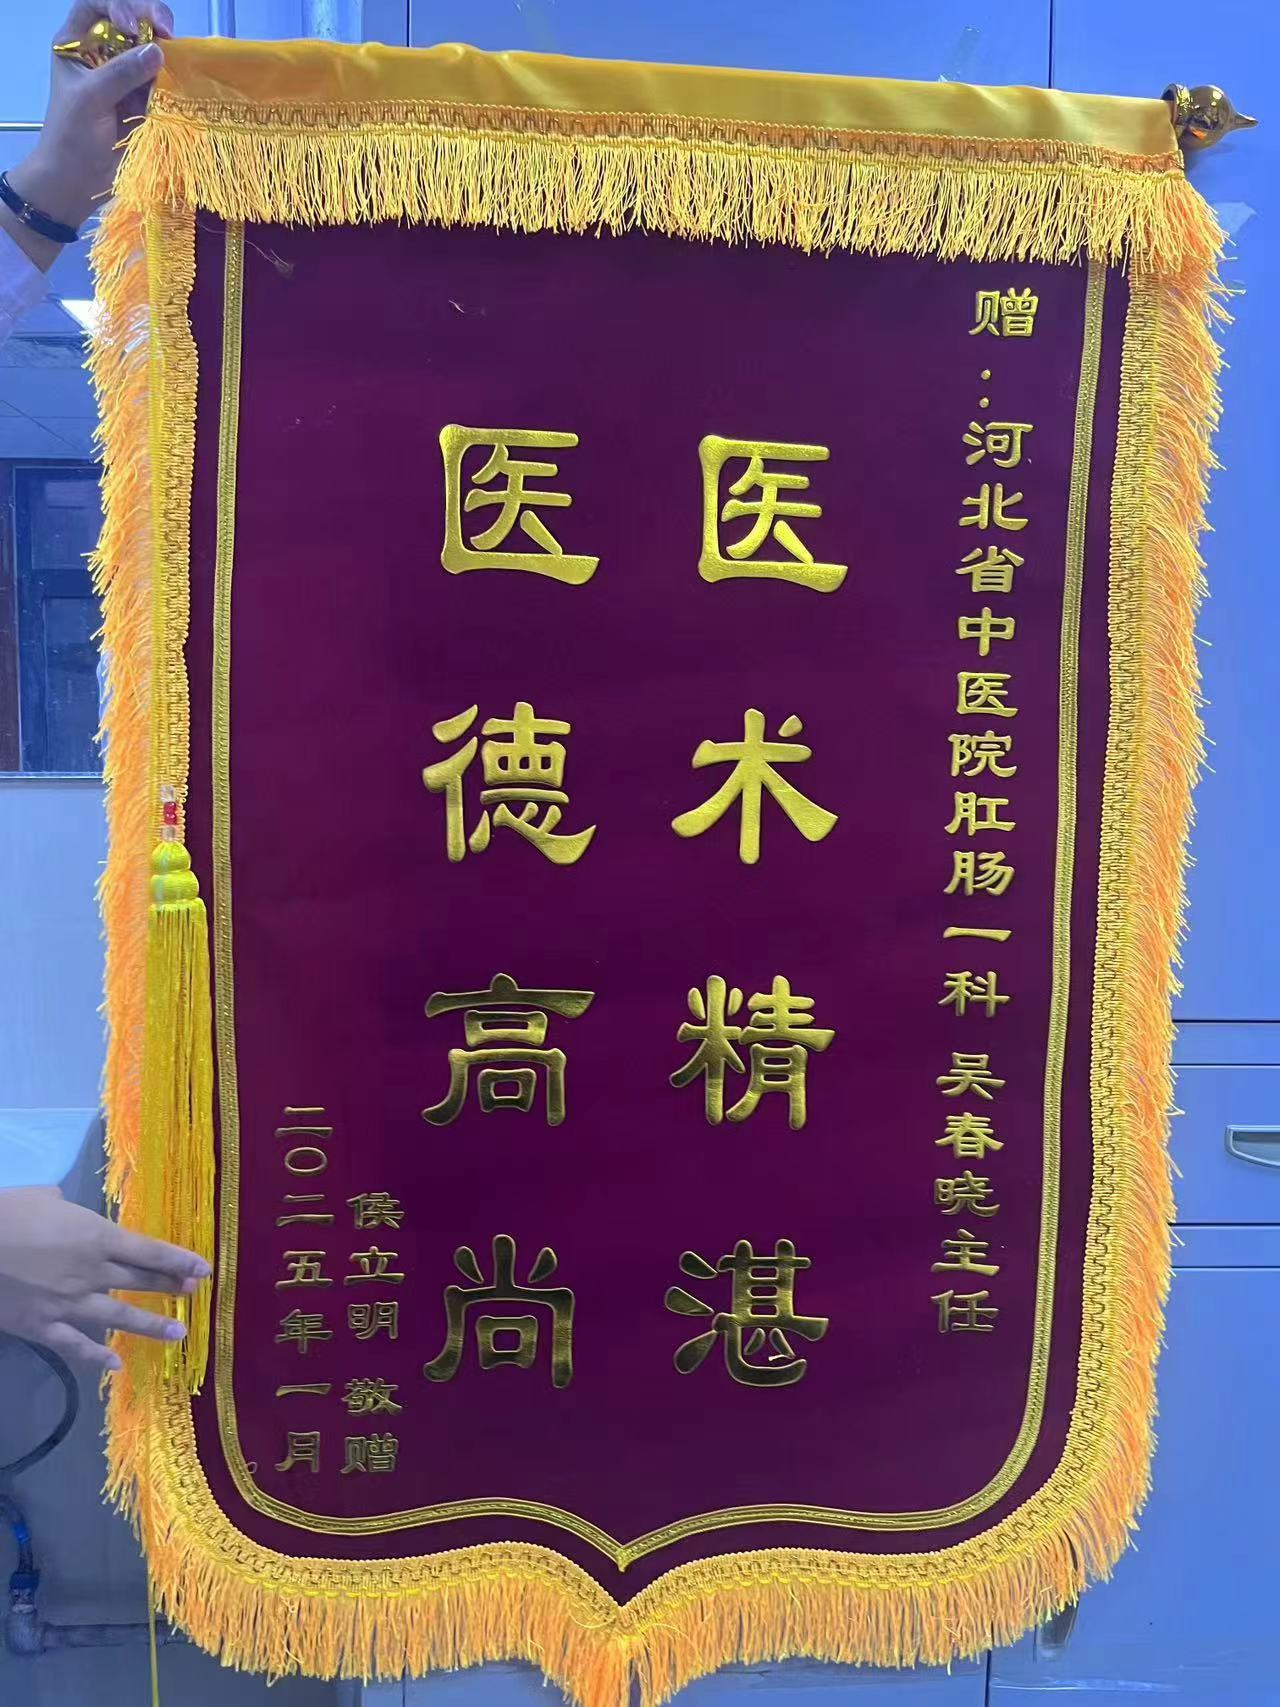 赠：河北省中医院肛肠一科 吴春晓主任
医术精湛
医德高尚
侯立明 敬赠
二〇二五年一月